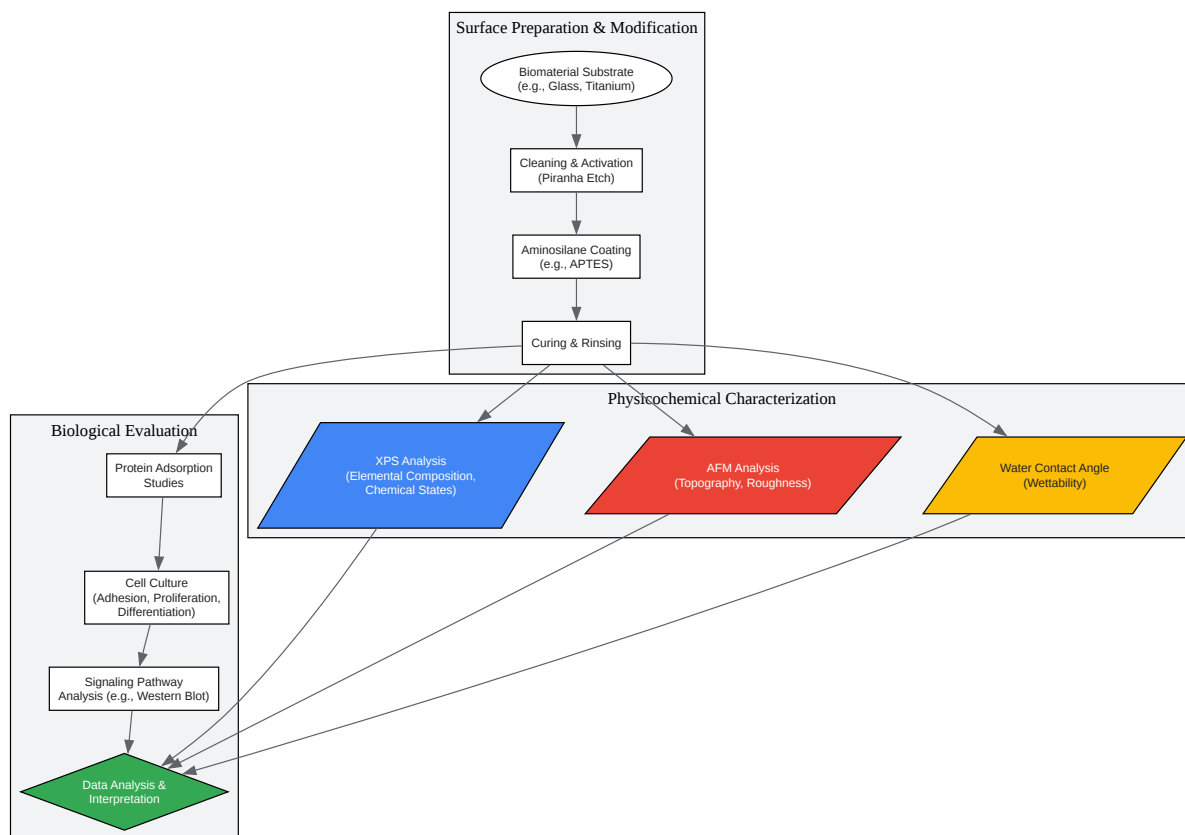 Surface Preparation & Modification
Biomaterial Substrate
(e.g., Glass, Titanium)
Cleaning & Activation
(Piranha Etch)
Aminosilane Coating
(e.g., APTES)
Curing & Rinsing
Physicochemical Characterization
XPS Analysis
(Elemental Composition,
Chemical States)
AFM Analysis
(Topography, Roughness)
Water Contact Angle
(Wettability)
Biological Evaluation
Protein Adsorption
Studies
Cell Culture
(Adhesion, Proliferation,
Differentiation)
Signaling Pathway
Analysis (e.g., Western Blot)
Data Analysis &
Interpretation